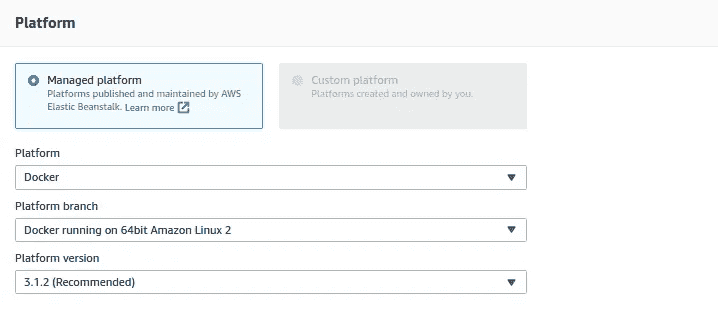 Platform
Managed platform
Platforms published and maintained by AWS
Elastic Beanstalk. Learn more
Custom platform
Platforms created and owned by you.
Platform
Docker
Platform branch
Docker running on 64bit Amazon Linux 2
Platform version
3.1.2 (Recommended)